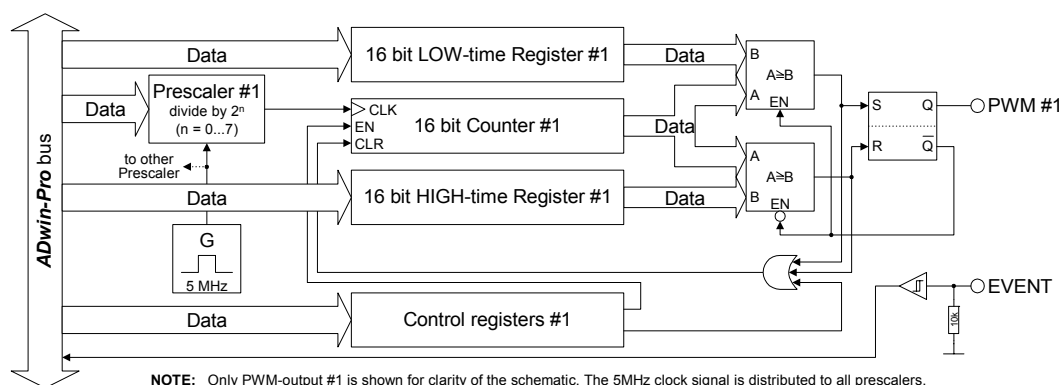 ADwin-Pro bus
Data
16 bit LOW-time Register #1
Data
B
A≥B
A
EN
Data
Prescaler #1
divide by 2ⁿ
(n = 0...7)
CLK
EN
CLR
16 bit Counter #1
Data
S
Q
R
Q̅
PWM #1
to other
Prescaler
A
A≥B
B
EN
Data
16 bit HIGH-time Register #1
Data
G
5 MHz
Data
Control registers #1
EVENT
10k
NOTE: Only PWM-output #1 is shown for clarity of the schematic. The 5MHz clock signal is distributed to all prescalers.